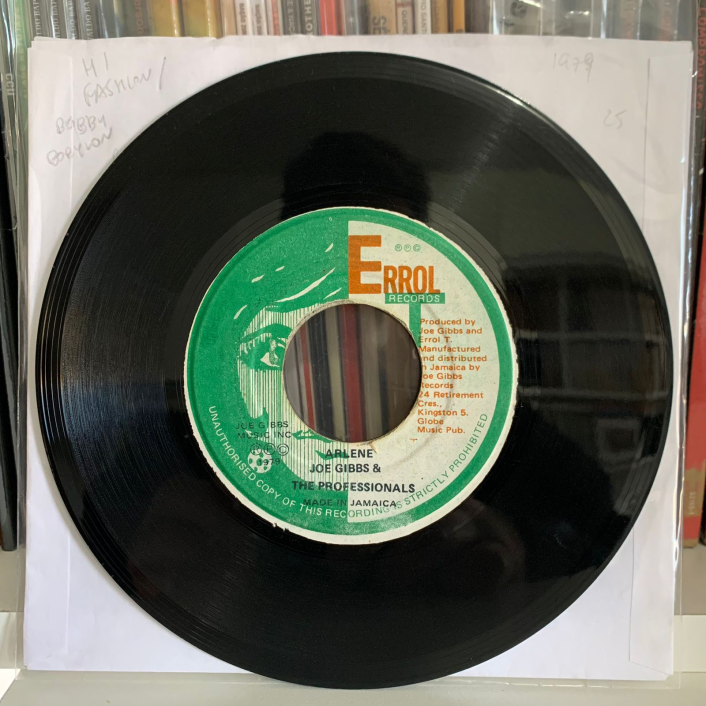 HI
FASHION/
BOBBY
BOBYLON
1979
25
ERROL
RECORDS
Produced by
Joe Gibbs and
Errol T.
Manufactured
and distributed
in Jamaica by
Joe Gibbs
Records
24 Retirement
Cres.,
Kingston 5.
Globe
Music Pub.
JOE GIBBS
MUSIC INC
1979
ARLENE
JOE GIBBS &
THE PROFESSIONALS
MADE IN JAMAICA
UNAUTHORISED COPY OF THIS RECORDING IS STRICTLY PROHIBITED